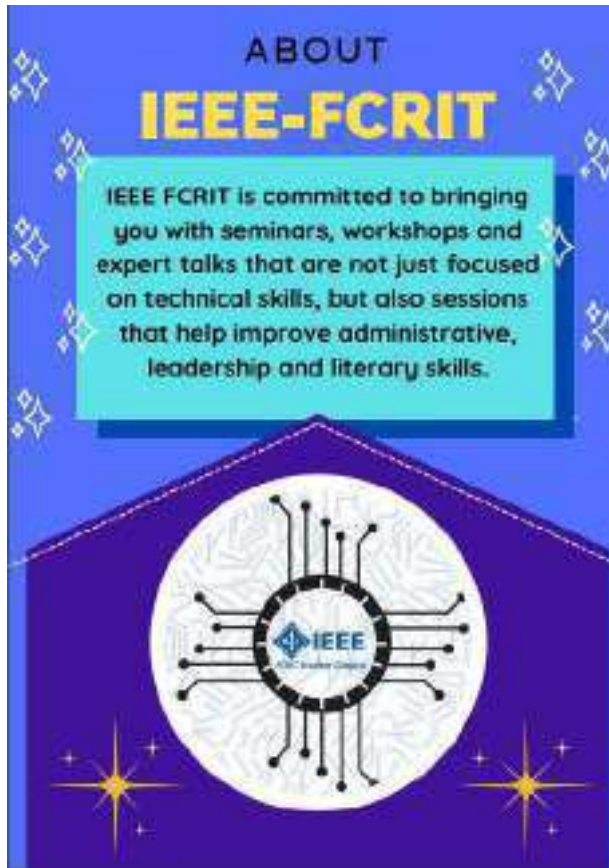 ABOUT
IEEE-FCRIT
IEEE FCRIT is committed to bringing
you with seminars, workshops and
expert talks that are not just focused
on technical skills, but also sessions
that help improve administrative,
leadership and literary skills.
IEEE